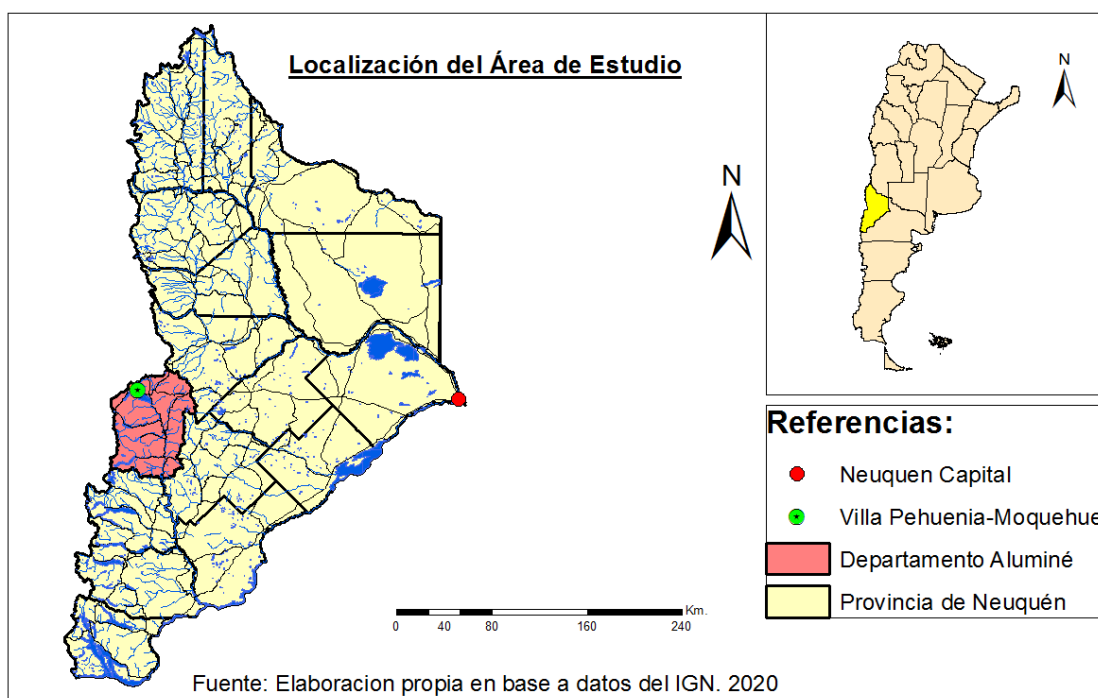 Localización del Área de Estudio
N
N
Referencias:
Neuquen Capital
Villa Pehuenia-Moquehue
Departamento Aluminé
Provincia de Neuquén
Km.
0 40 80 160 240
Fuente: Elaboracion propia en base a datos del IGN. 2020